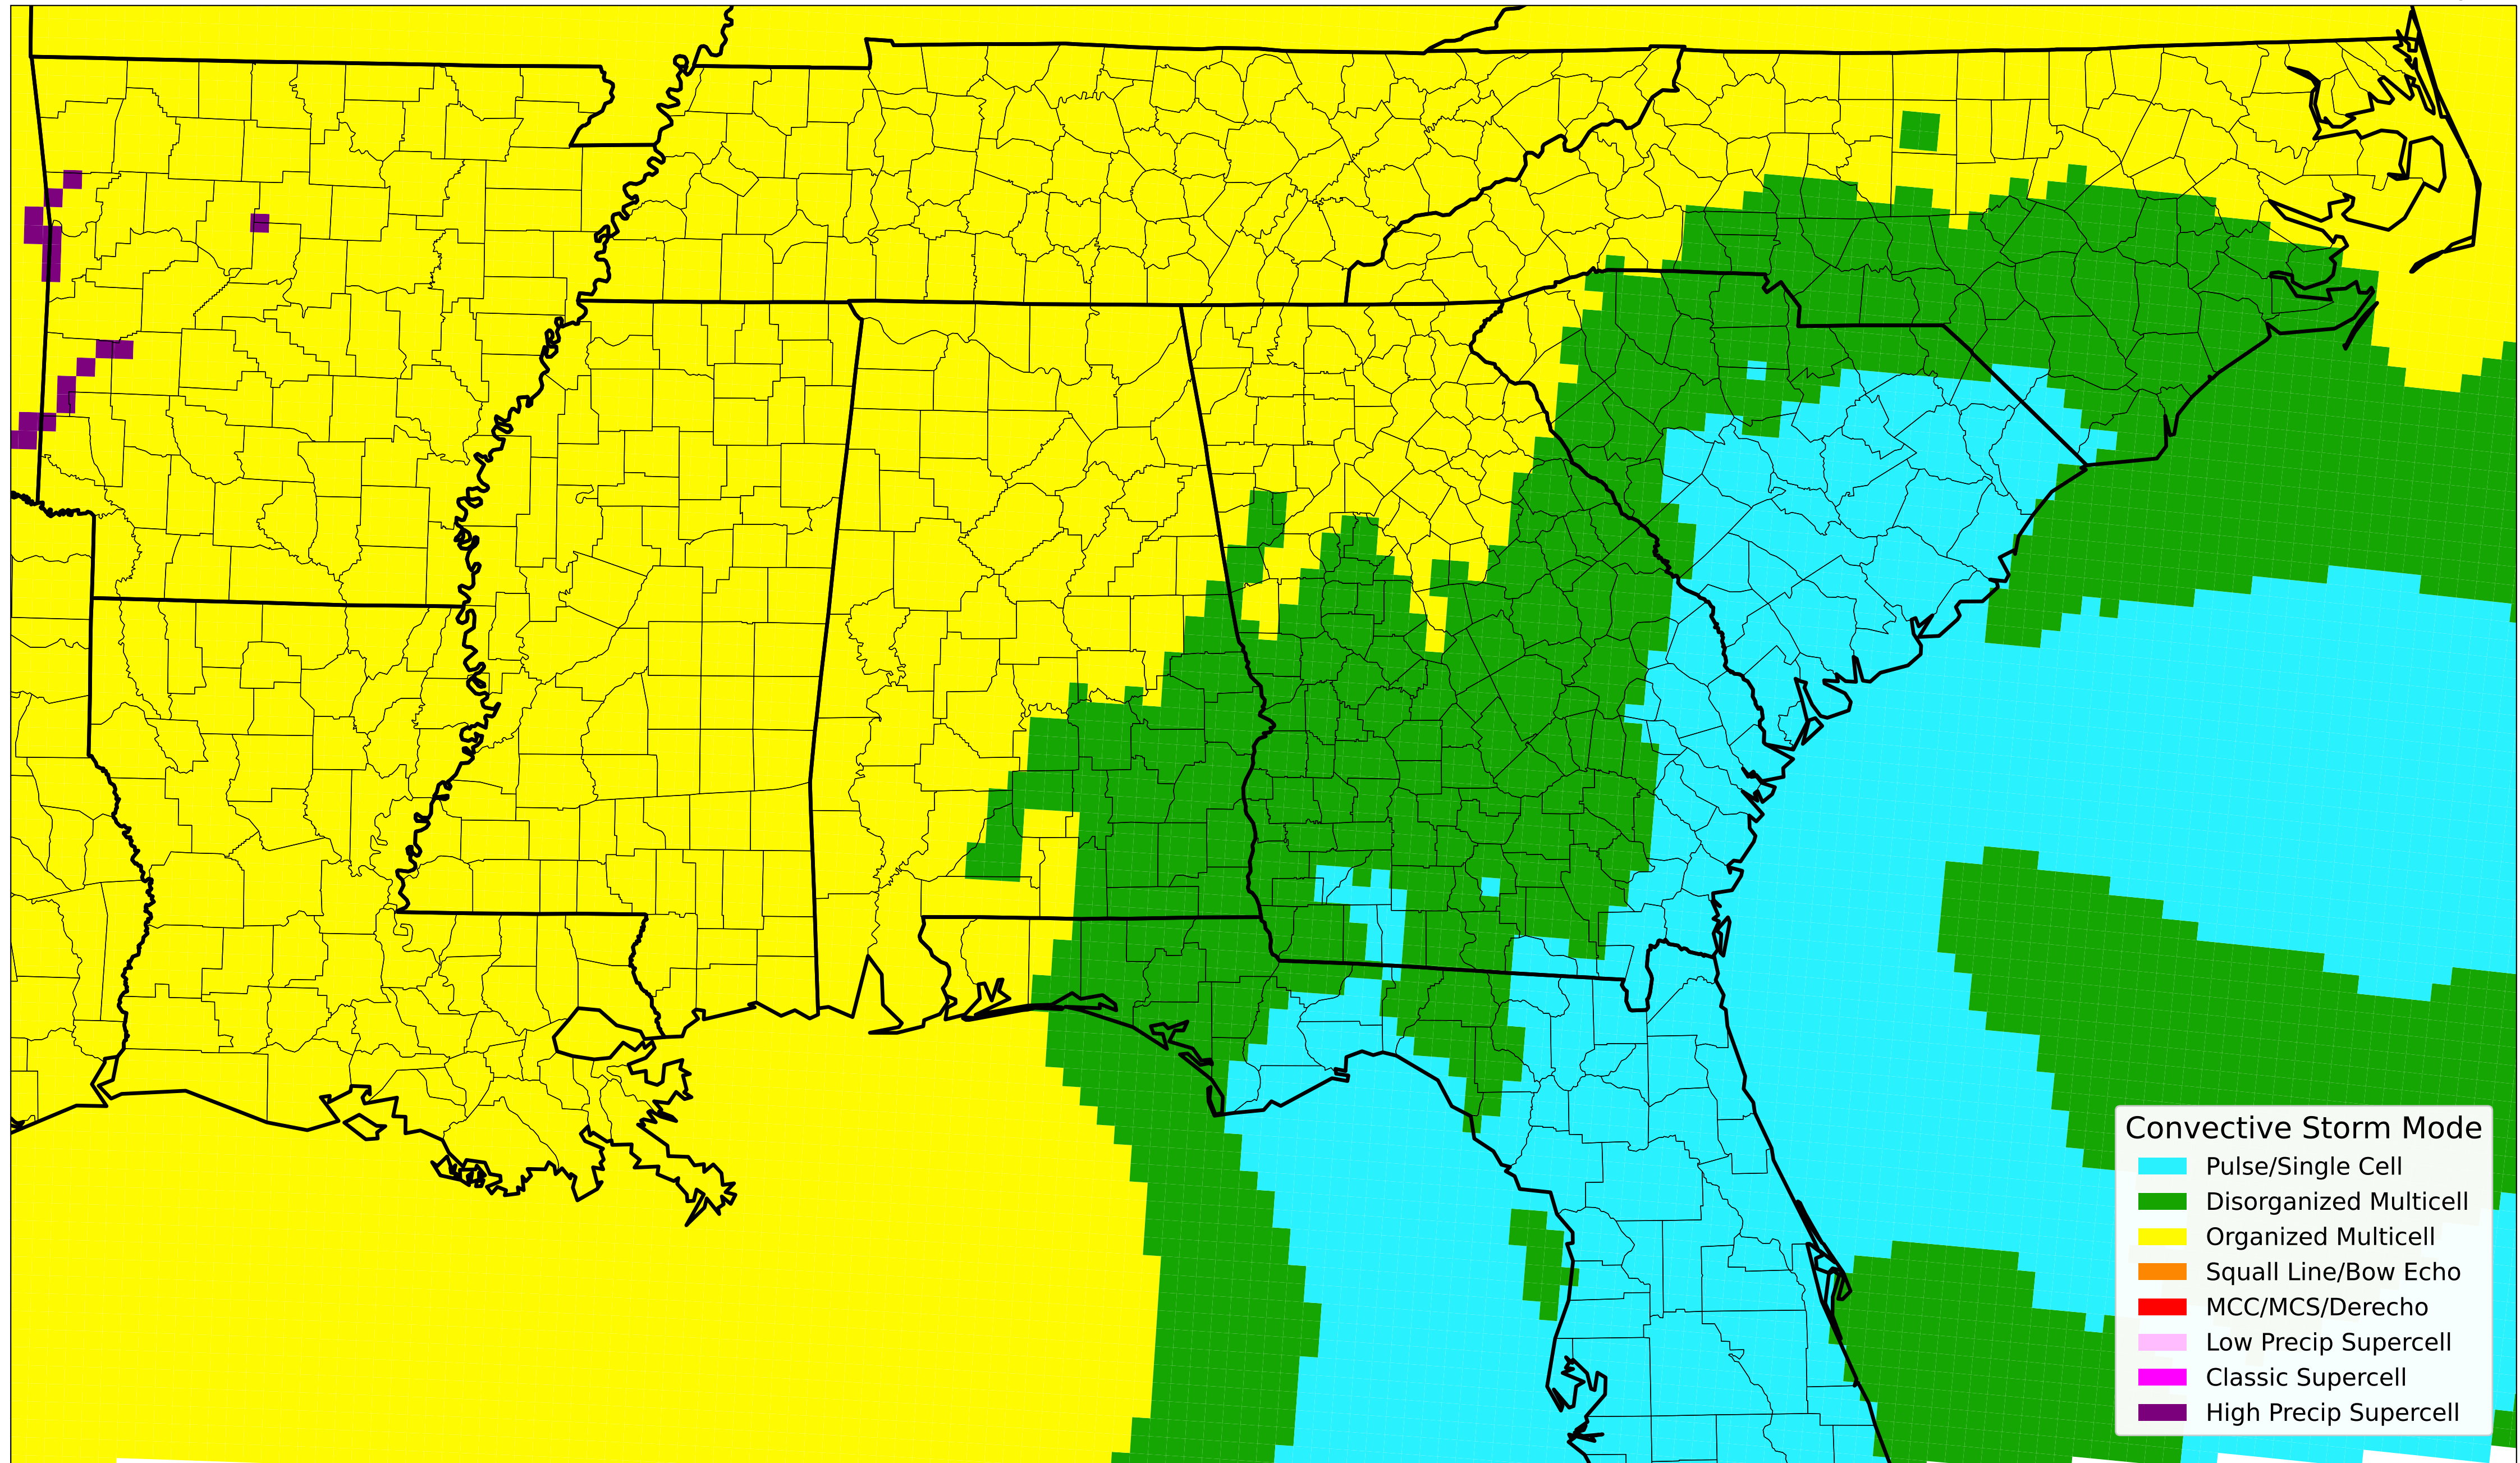 Convective Storm Mode
Pulse/Single Cell
Disorganized Multicell
Organized Multicell
Squall Line/Bow Echo
MCC/MCS/Derecho
Low Precip Supercell
Classic Supercell
High Precip Supercell